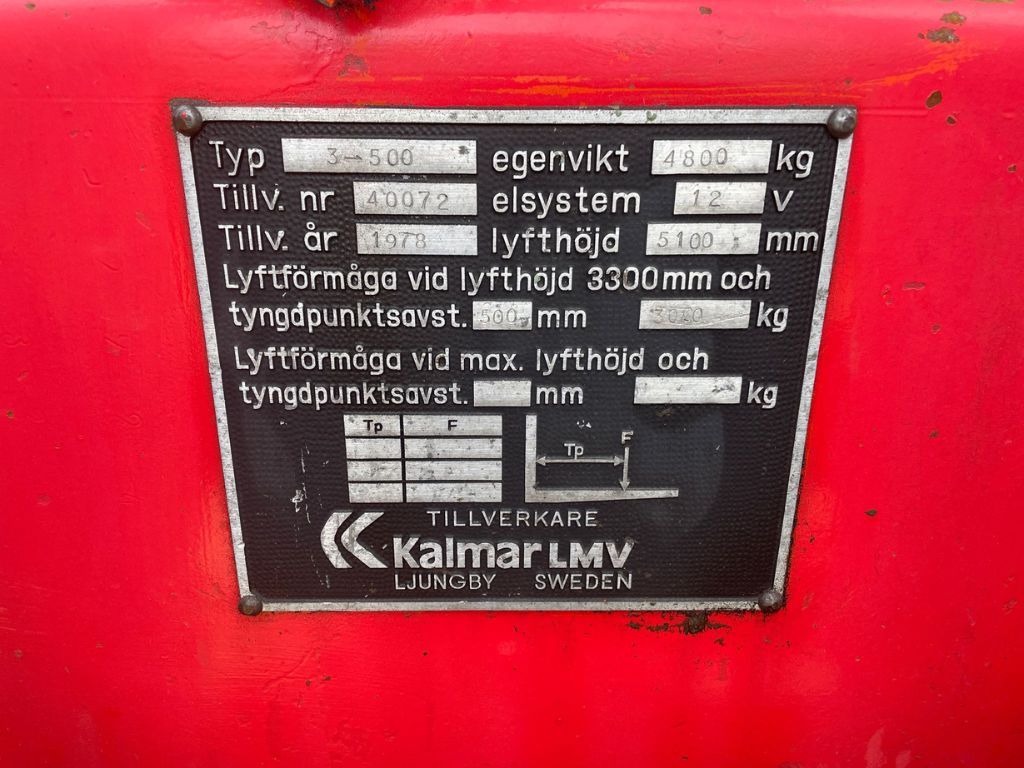 Typ 3-500 egenvikt 4800 kg
Tillv. nr 40072 elsystem 12 V
Tillv. år 1978 lyfthöjd 5100 mm
Lyftförmåga vid lyfthöjd 3300mm och
tyngdpunktsavst. 500 mm 3000 kg
Lyftförmåga vid max. lyfthöjd och
tyngdpunktsavst. mm kg
Tp F
F
Tp
TILLVERKARE
Kalmar LMV
LJUNGBY SWEDEN